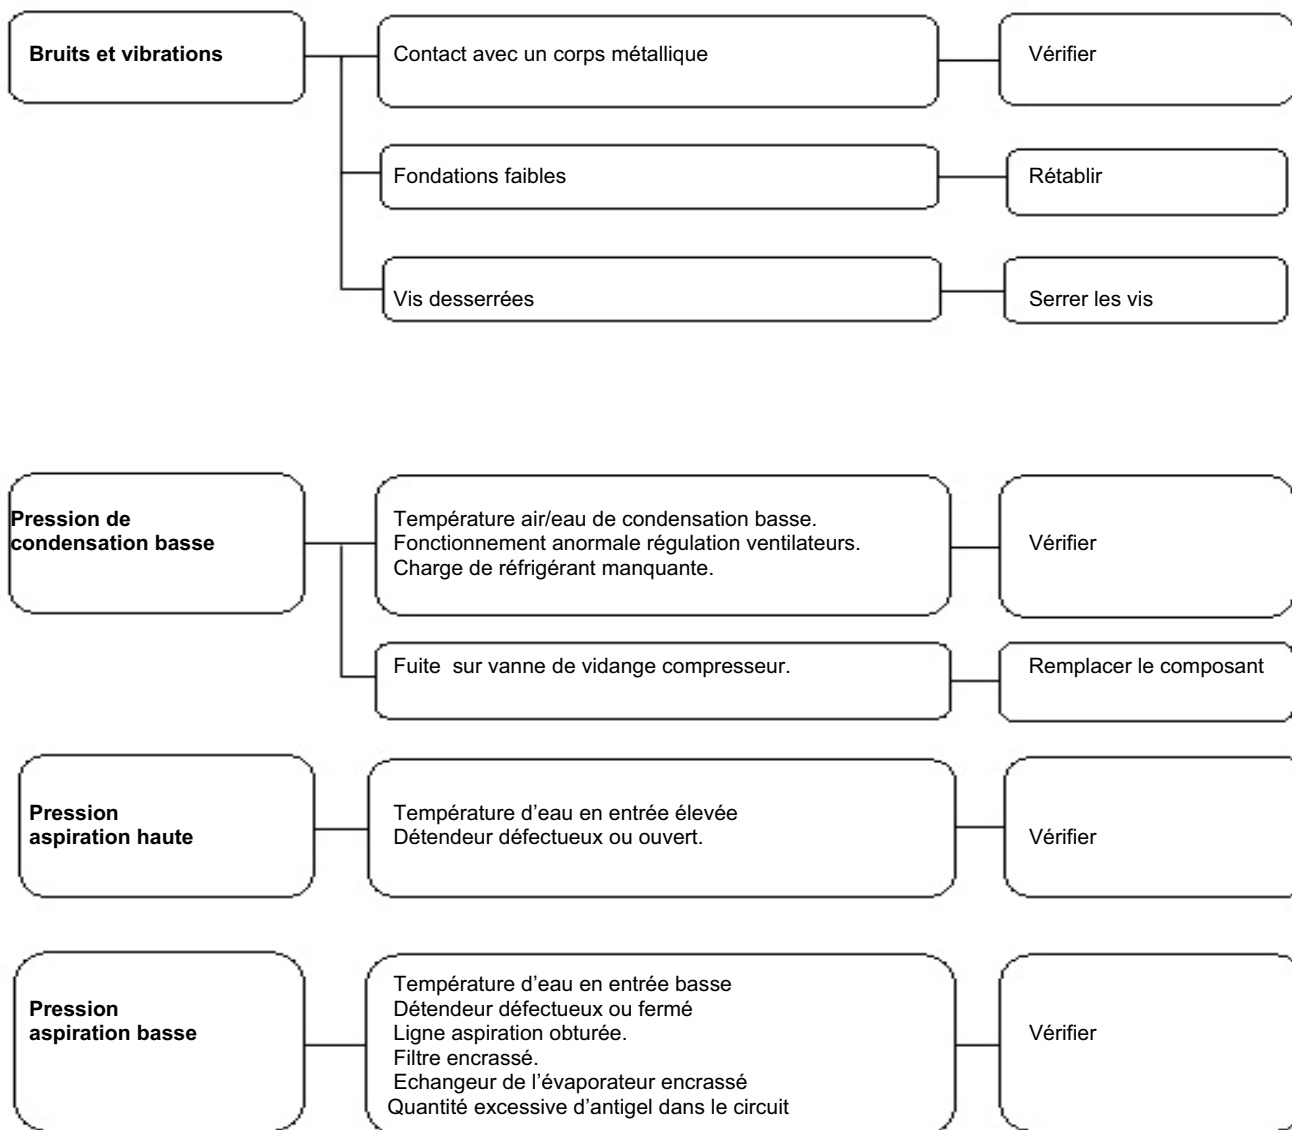 Bruits et vibrations
Contact avec un corps métallique
Vérifier
Fondations faibles
Rétablir
Vis desserrées
Serrer les vis
Pression de
condensation basse
Température air/eau de condensation basse.
Fonctionnement anormale régulation ventilateurs.
Charge de réfrigérant manquante.
Vérifier
Fuite  sur vanne de vidange compresseur.
Remplacer le composant
Pression
aspiration haute
Température d’eau en entrée élevée
Détendeur défectueux ou ouvert.
Vérifier
Pression
aspiration basse
Température d’eau en entrée basse
Détendeur défectueux ou fermé
Ligne aspiration obturée.
Filtre encrassé.
Echangeur de l’évaporateur encrassé
Quantité excessive d’antigel dans le circuit
Vérifier